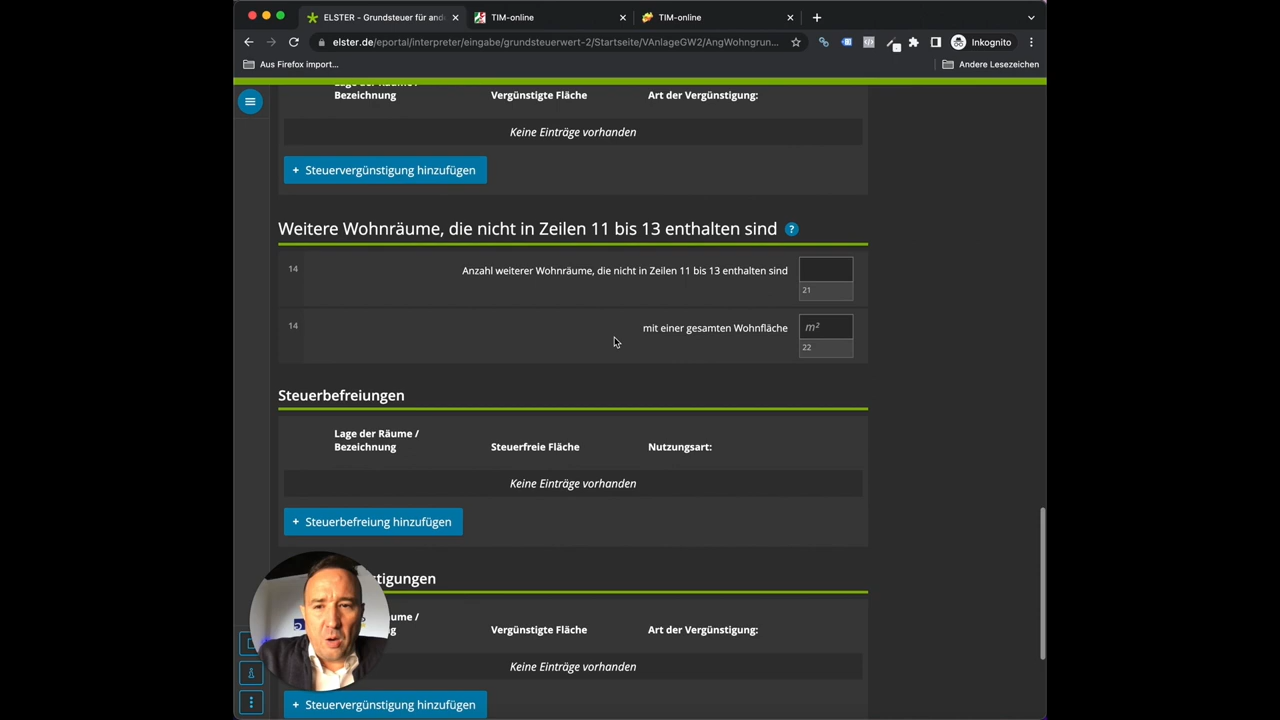 ELSTER - Grundsteuer für and
TIM-online
TIM-online
elster.de/eportal/interpreter/eingabe/grundsteuerwert-2/Startseite/VAnlageGW2/AngWohngrun...
Inkognito
Aus Firefox import...
Andere Lesezeichen
Lage der Räume /
Bezeichnung
Vergünstigte Fläche
Art der Vergünstigung:
Keine Einträge vorhanden
+ Steuervergünstigung hinzufügen
Weitere Wohnräume, die nicht in Zeilen 11 bis 13 enthalten sind ?
14 Anzahl weiterer Wohnräume, die nicht in Zeilen 11 bis 13 enthalten sind
21
14 mit einer gesamten Wohnfläche m²
22
Steuerbefreiungen
Lage der Räume /
Bezeichnung
Steuerfreie Fläche
Nutzungsart:
Keine Einträge vorhanden
+ Steuerbefreiung hinzufügen
tigungen
ume /
Vergünstigte Fläche
Art der Vergünstigung:
Keine Einträge vorhanden
+ Steuervergünstigung hinzufügen